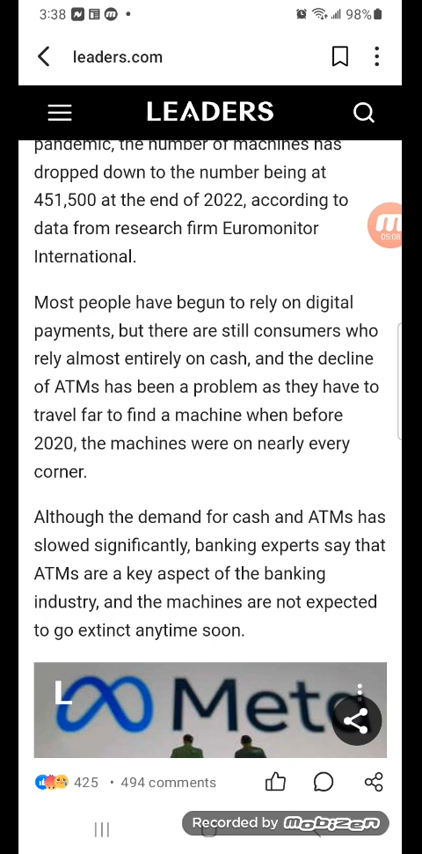 3:38
98%
leaders.com
LEADERS
pandemic, the number of machines has
dropped down to the number being at
451,500 at the end of 2022, according to
data from research firm Euromonitor
International.
05:08
Most people have begun to rely on digital
payments, but there are still consumers who
rely almost entirely on cash, and the decline
of ATMs has been a problem as they have to
travel far to find a machine when before
2020, the machines were on nearly every
corner.
Although the demand for cash and ATMs has
slowed significantly, banking experts say that
ATMs are a key aspect of the banking
industry, and the machines are not expected
to go extinct anytime soon.
L
Meta
425 • 494 comments
Recorded by mobizen